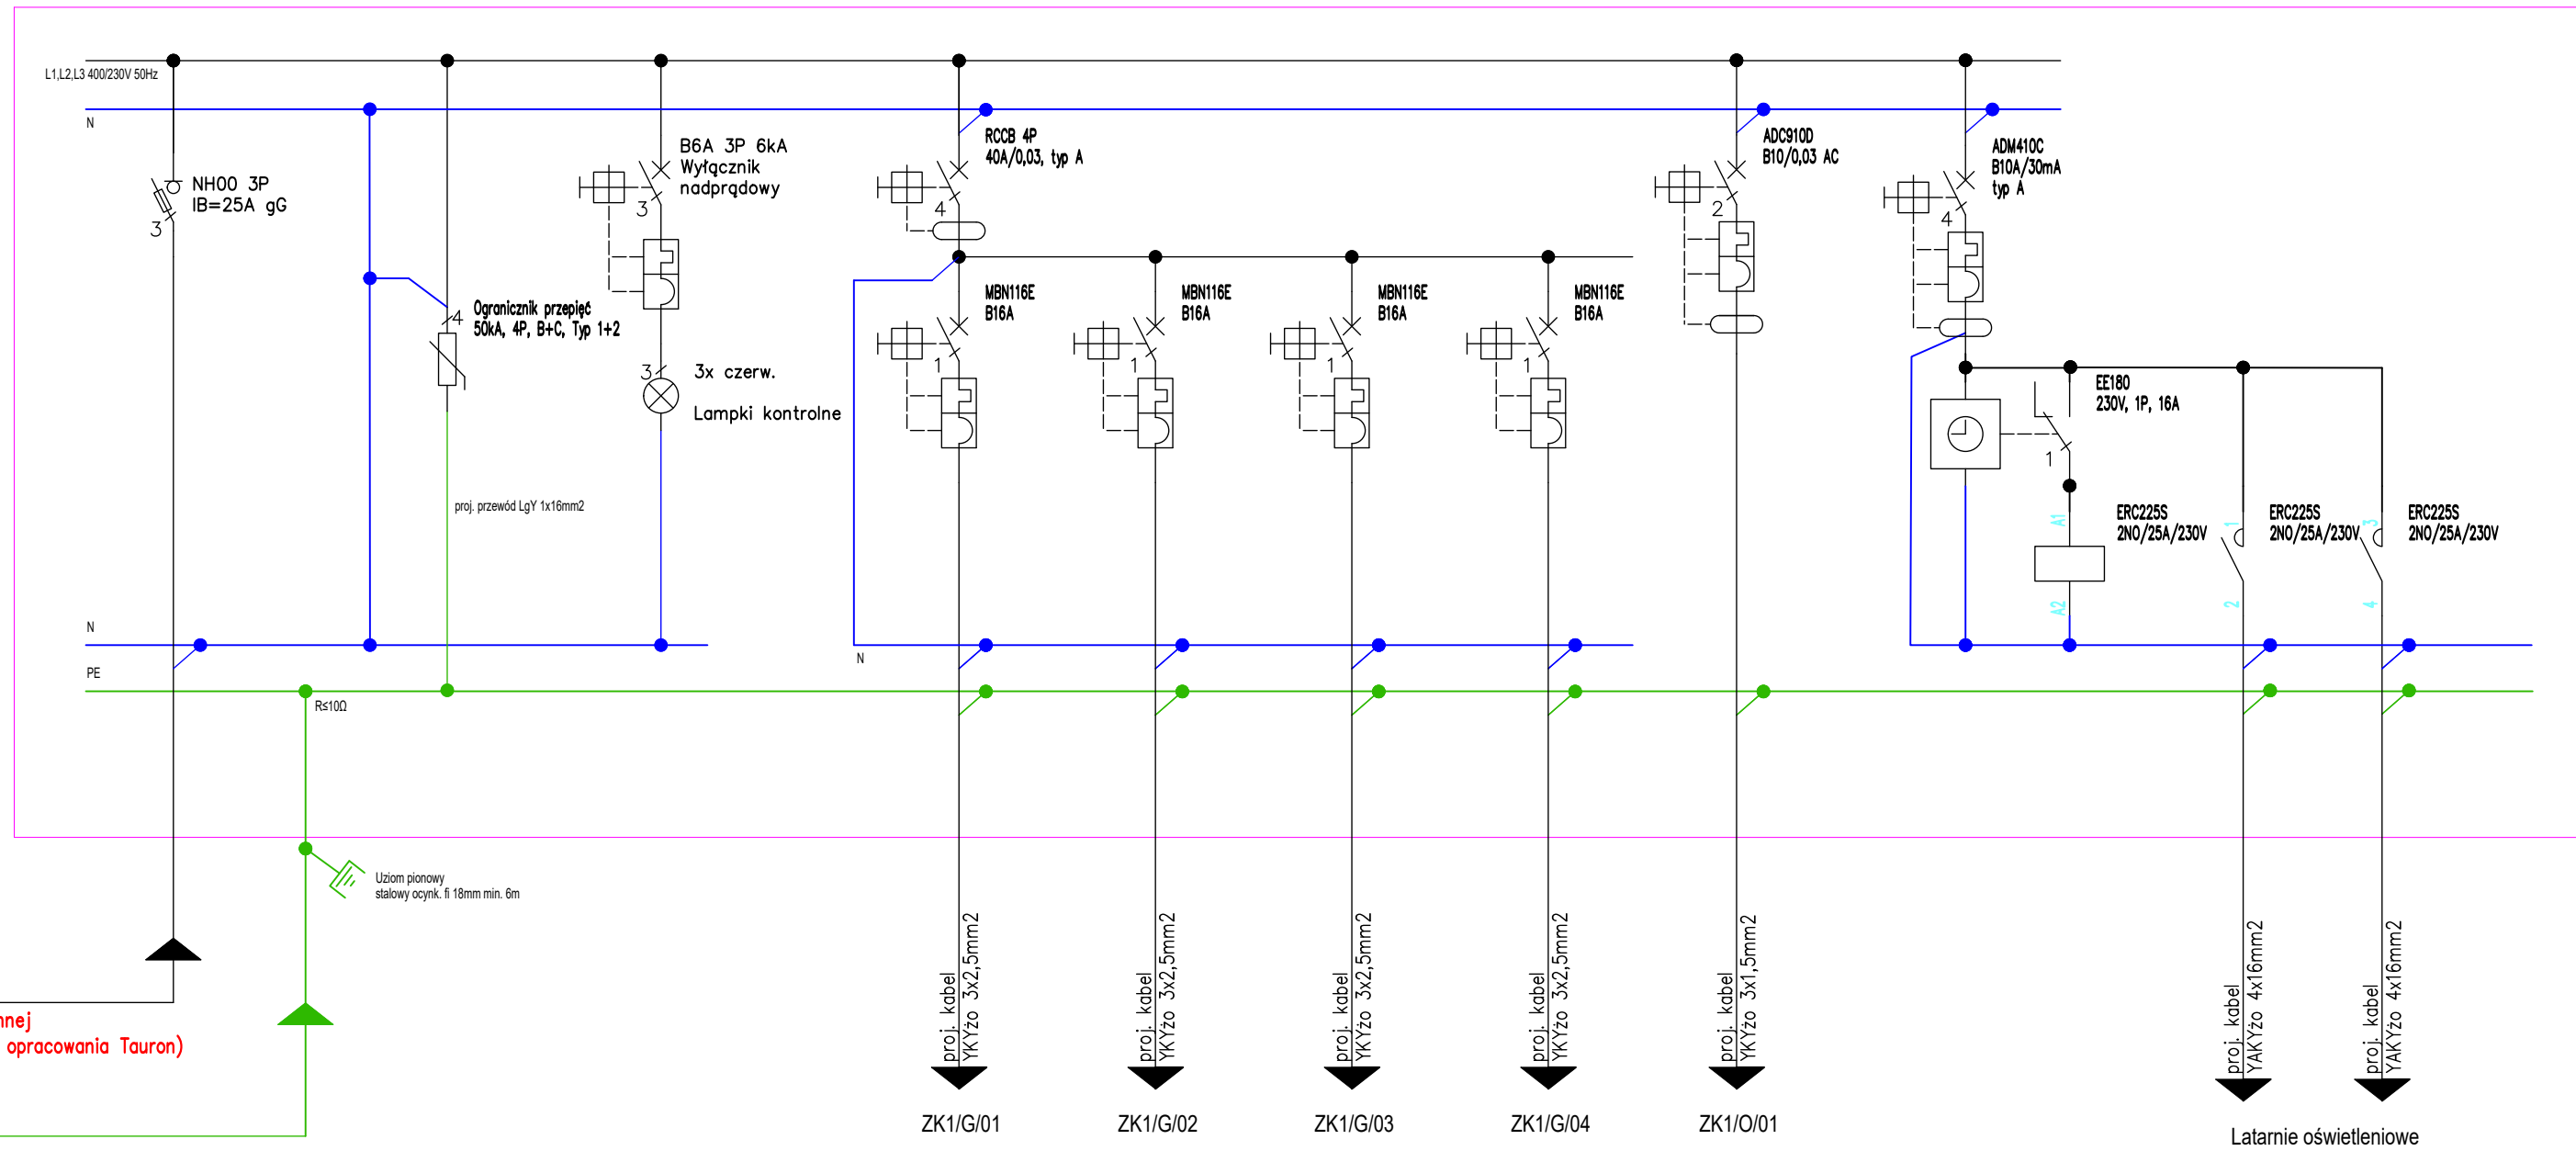 L1,L2,L3 400/230V 50Hz
N
NH00 3P
IB=25A gG
3
Ogranicznik przepięć
50kA, 4P, B+C, Typ 1+2
4
proj. przewód LgY 1x16mm2
B6A 3P 6kA
Wyłącznik
nadprądowy
3
3
3x czerw.
Lampki kontrolne
RCCB 4P
40A/0,03, typ A
4
MBN116E
B16A
1
MBN116E
B16A
1
MBN116E
B16A
1
MBN116E
B16A
1
ADC910D
B10/0,03 AC
2
ADM410C
B10A/30mA
typ A
4
EE180
230V, 1P, 16A
1
A1
A2
ERC225S
2NO/25A/230V
1
2
ERC225S
2NO/25A/230V
3
4
ERC225S
2NO/25A/230V
N
N
PE
R≤10Ω
Uziom pionowy
stalowy ocynk. fi 18mm min. 6m
nnej
opracowania Tauron)
proj. kabel
YKYżo 3x2,5mm2
proj. kabel
YKYżo 3x2,5mm2
proj. kabel
YKYżo 3x2,5mm2
proj. kabel
YKYżo 3x2,5mm2
proj. kabel
YKYżo 3x1,5mm2
proj. kabel
YAKYżo 4x16mm2
proj. kabel
YAKYżo 4x16mm2
ZK1/G/01
ZK1/G/02
ZK1/G/03
ZK1/G/04
ZK1/O/01
Latarnie oświetleniowe